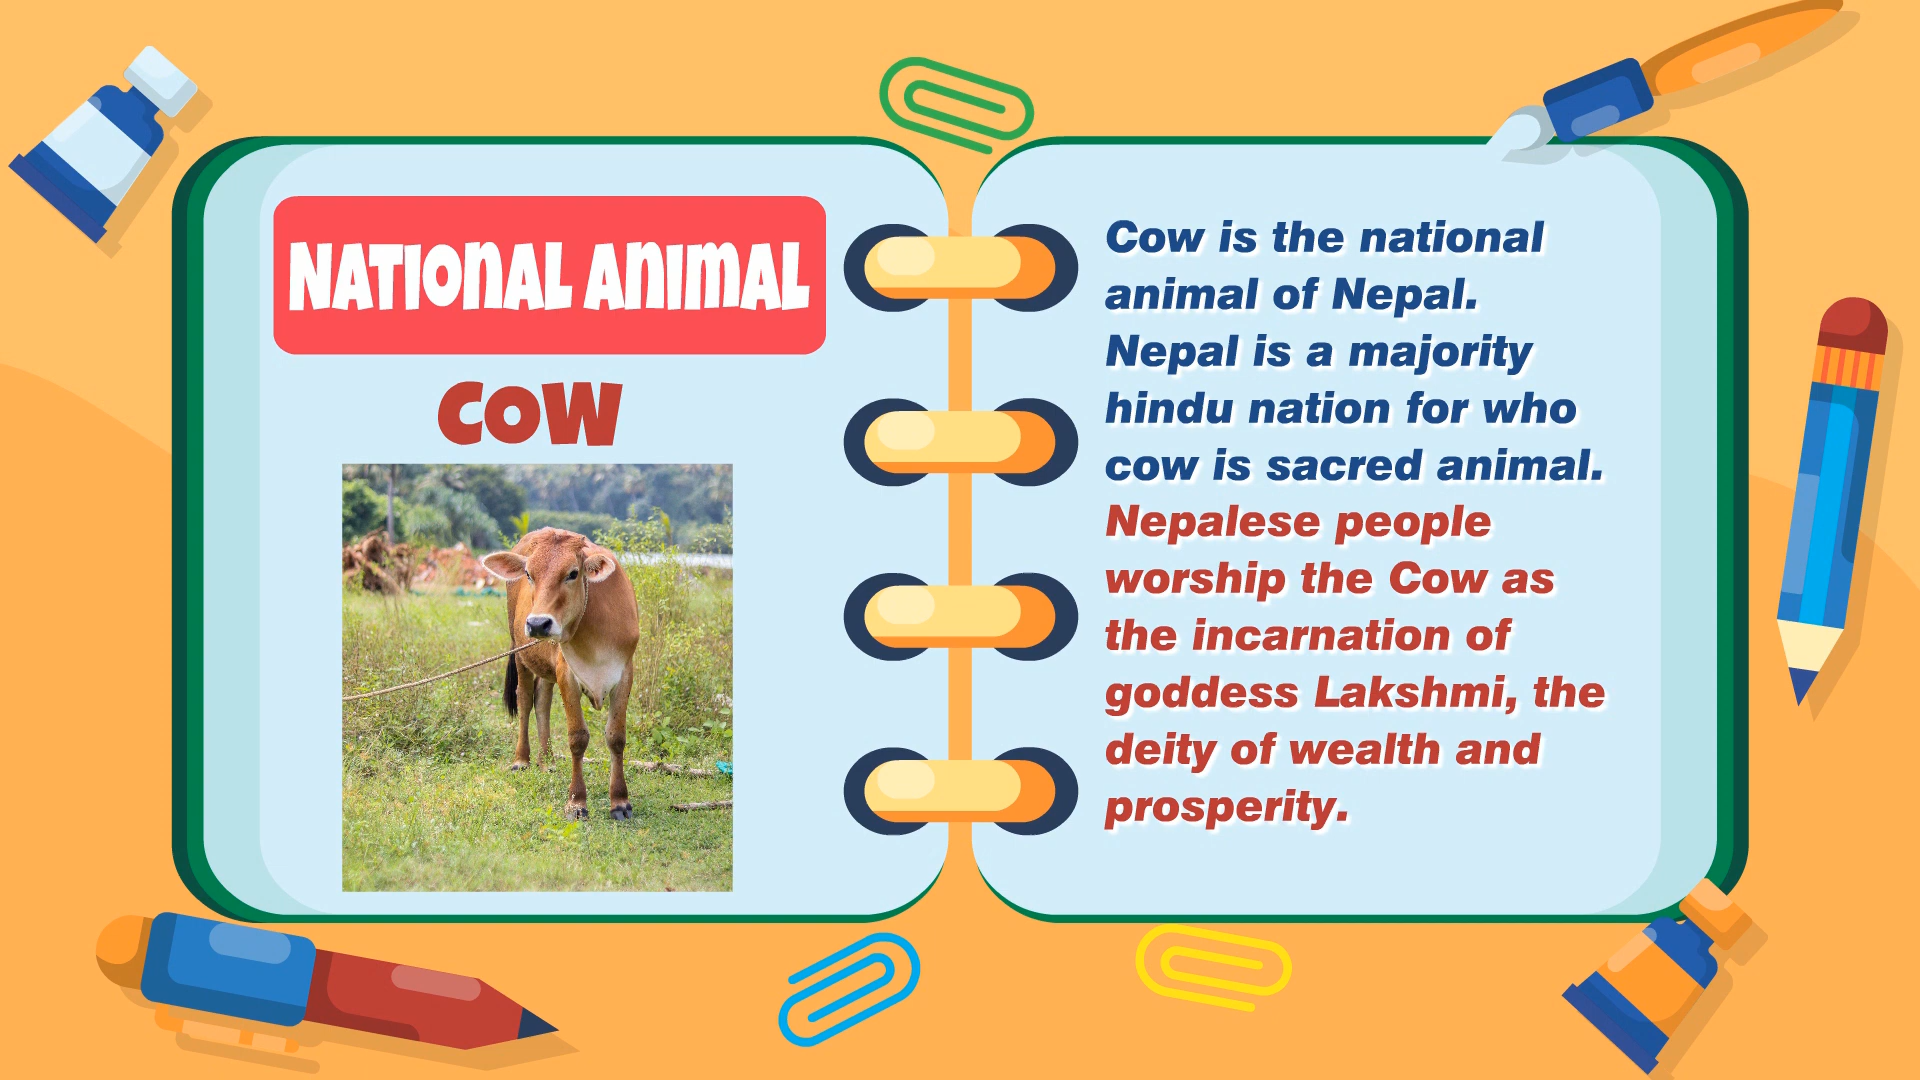 NATIONAL ANIMAL
COW
Cow is the national
animal of Nepal.
Nepal is a majority
hindu nation for who
cow is sacred animal.
Nepalese people
worship the Cow as
the incarnation of
goddess Lakshmi, the
deity of wealth and
prosperity.